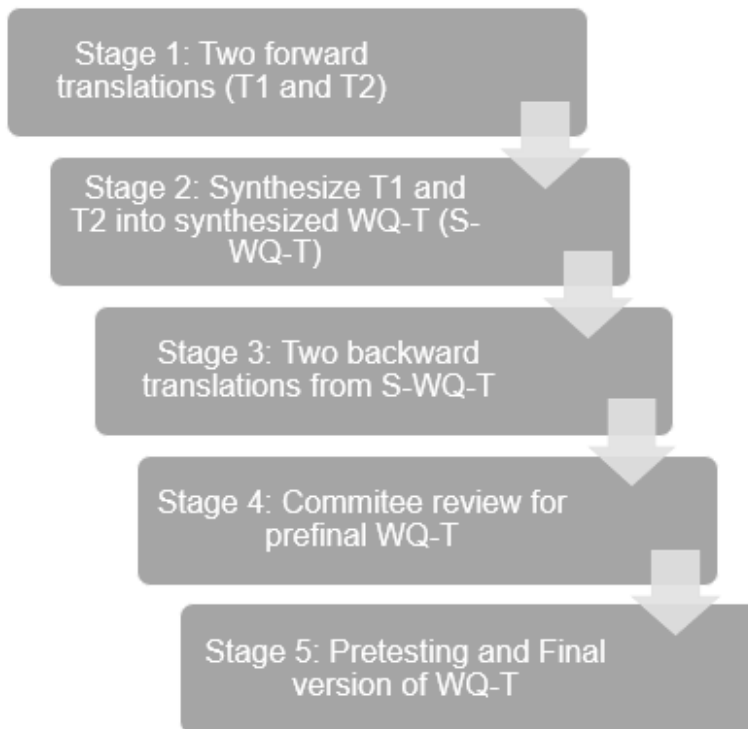 Stage 1: Two forward
translations (T1 and T2)
Stage 2: Synthesize T1 and
T2 into synthesized WQ-T (S-
WQ-T)
Stage 3: Two backward
translations from S-WQ-T
Stage 4: Commitee review for
prefinal WQ-T
Stage 5: Pretesting and Final
version of WQ-T